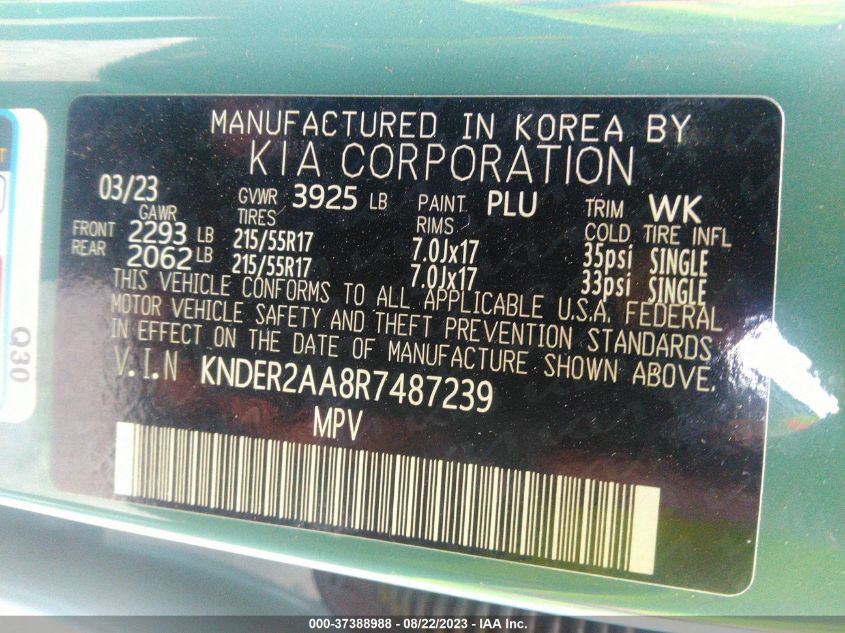 MANUFACTURED IN KOREA BY
KIA CORPORATION
03/23 GVWR 3925 LB PAINT PLU TRIM WK
GAWR TIRES RIMS COLD TIRE INFL
FRONT 2293 LB 215/55R17 7.0Jx17 35psi SINGLE
REAR 2062 LB 215/55R17 7.0Jx17 33psi SINGLE
THIS VEHICLE CONFORMS TO ALL APPLICABLE U.S.A. FEDERAL
MOTOR VEHICLE SAFETY AND THEFT PREVENTION STANDARDS
IN EFFECT ON THE DATE OF MANUFACTURE SHOWN ABOVE.
V.I.N KNDER2AA8R7487239
MPV
Q30
000-37388988 - 08/22/2023 - IAA Inc.